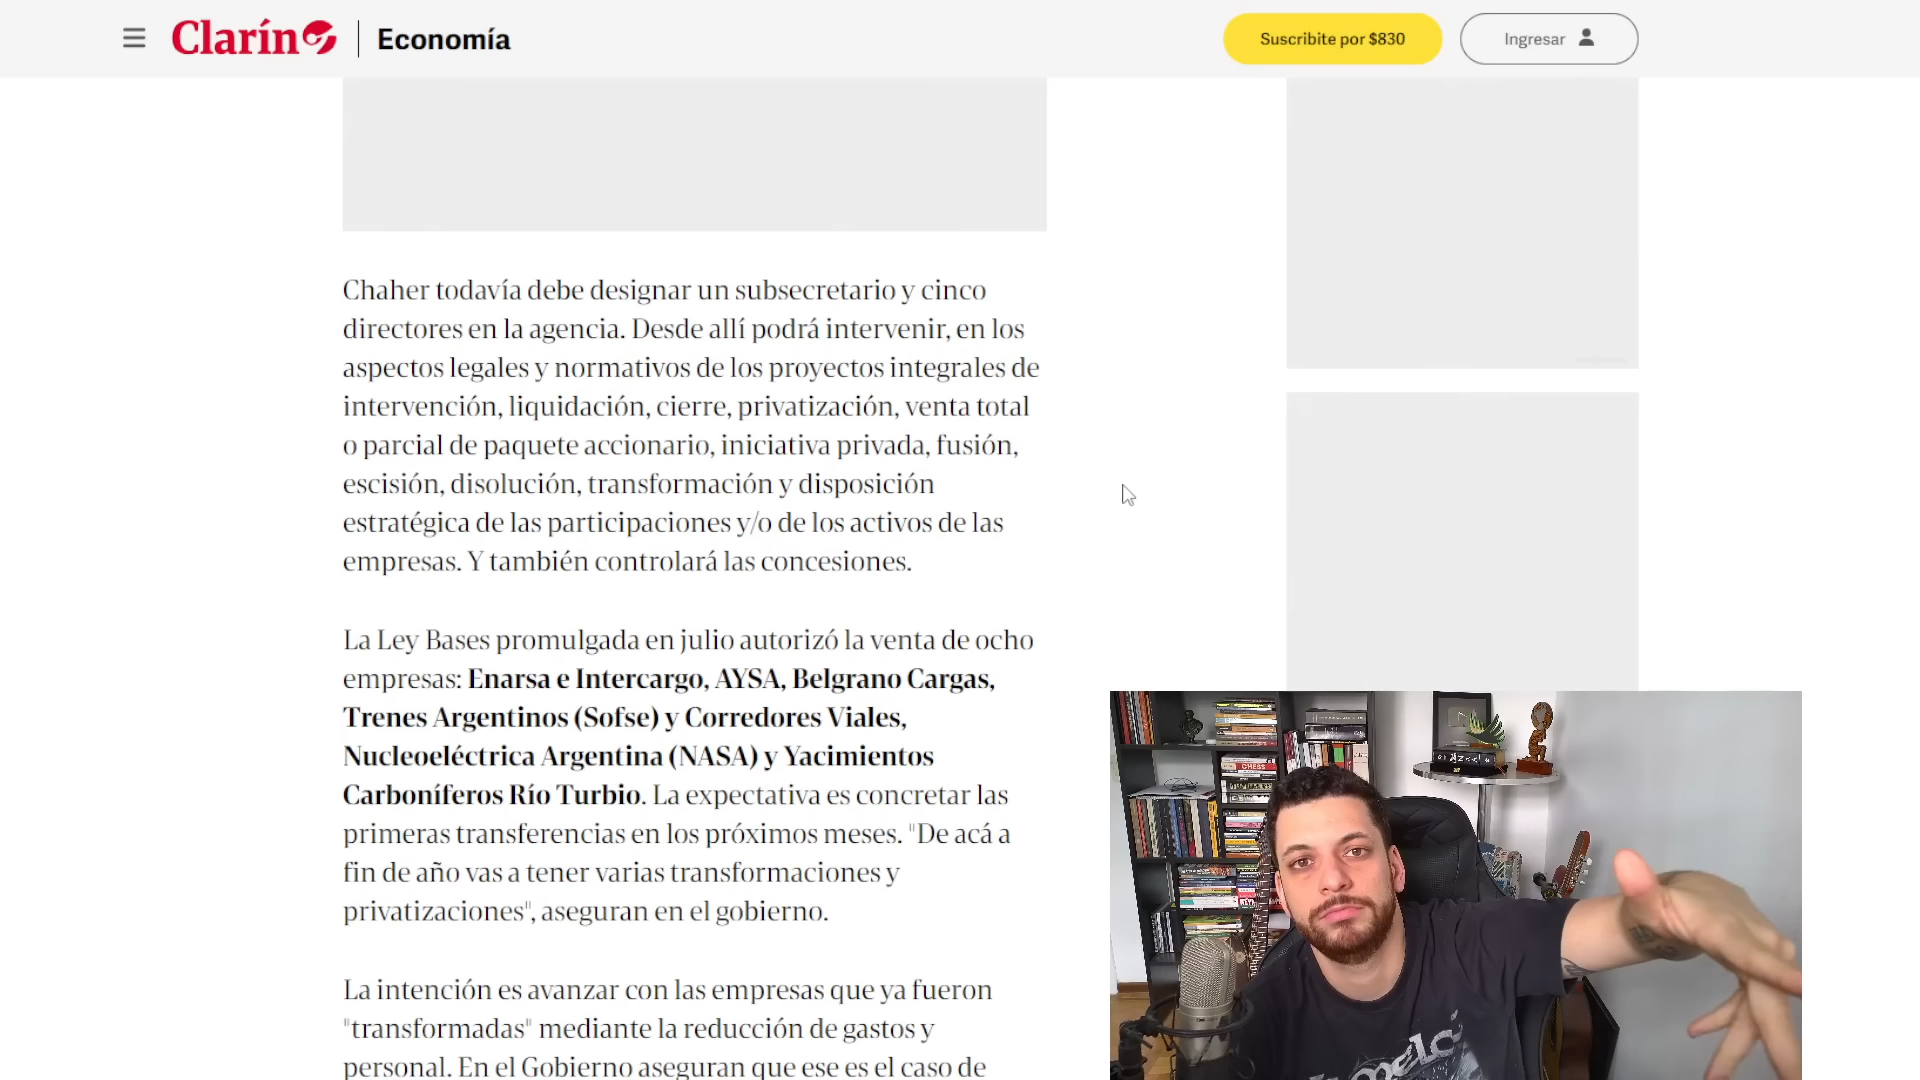 Clarín
Economía
Suscribite por $830
Ingresar
Chaher todavía debe designar un subsecretario y cinco
directores en la agencia. Desde allí podrá intervenir, en los
aspectos legales y normativos de los proyectos integrales de
intervención, liquidación, cierre, privatización, venta total
o parcial de paquete accionario, iniciativa privada, fusión,
escisión, disolución, transformación y disposición
estratégica de las participaciones y/o de los activos de las
empresas. Y también controlará las concesiones.
La Ley Bases promulgada en julio autorizó la venta de ocho
empresas: Enarsa e Intercargo, AYSA, Belgrano Cargas,
Trenes Argentinos (Sofse) y Corredores Viales,
Nucleoeléctrica Argentina (NASA) y Yacimientos
Carboníferos Río Turbio. La expectativa es concretar las
primeras transferencias en los próximos meses. "De acá a
fin de año vas a tener varias transformaciones y
privatizaciones", aseguran en el gobierno.
La intención es avanzar con las empresas que ya fueron
"transformadas" mediante la reducción de gastos y
personal. En el Gobierno aseguran que ese es el caso de
CHESS